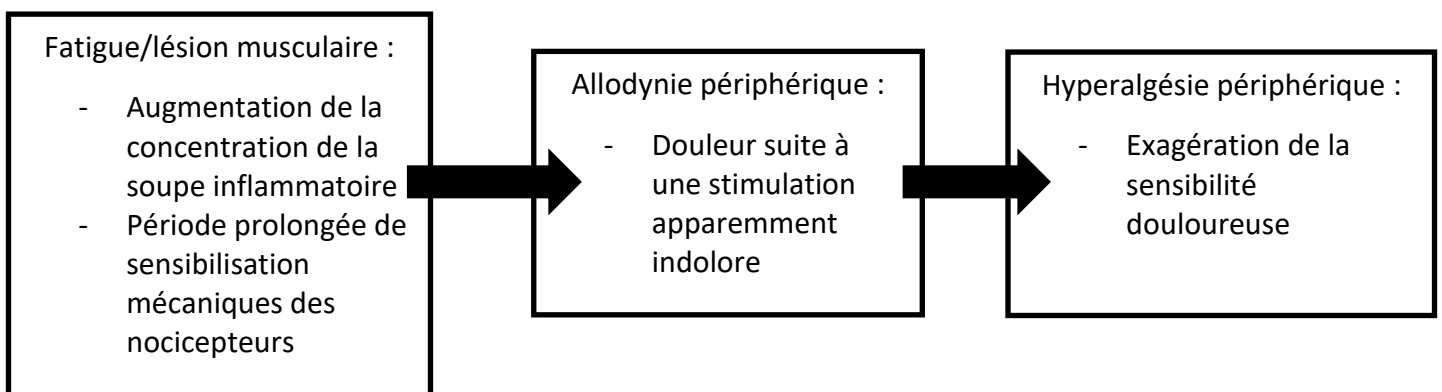 Fatigue/lésion musculaire :
- Augmentation de la
concentration de la
soupe inflammatoire
- Période prolongée de
sensibilisation
mécaniques des
nocicepteurs
Allodynie périphérique :
- Douleur suite à
une stimulation
apparemment
indolore
Hyperalgésie périphérique :
- Exagération de la
sensibilité
douloureuse